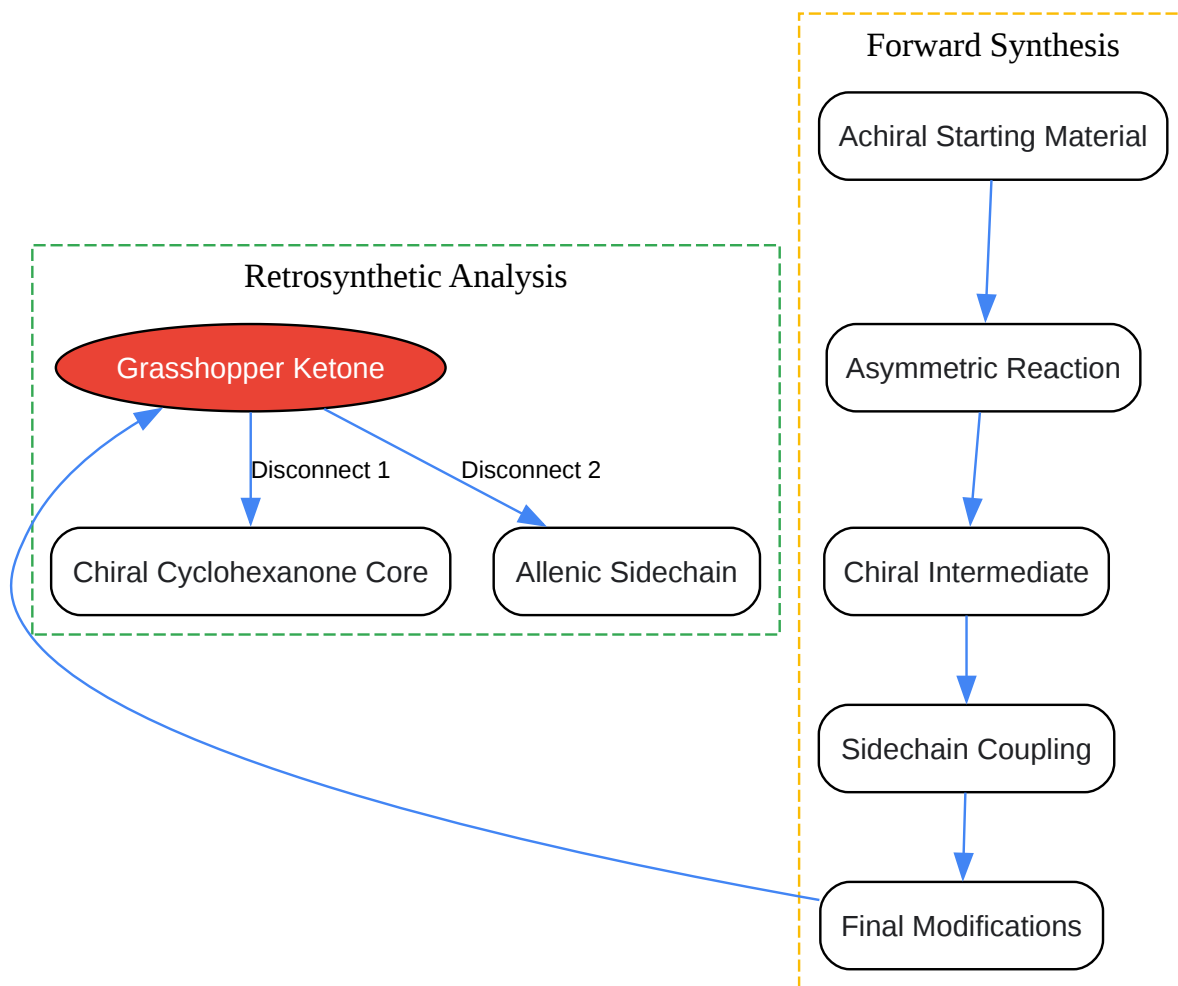 Forward Synthesis
Achiral Starting Material
Asymmetric Reaction
Chiral Intermediate
Sidechain Coupling
Final Modifications
Retrosynthetic Analysis
Grasshopper Ketone
Disconnect 1
Disconnect 2
Chiral Cyclohexanone Core
Allenic Sidechain